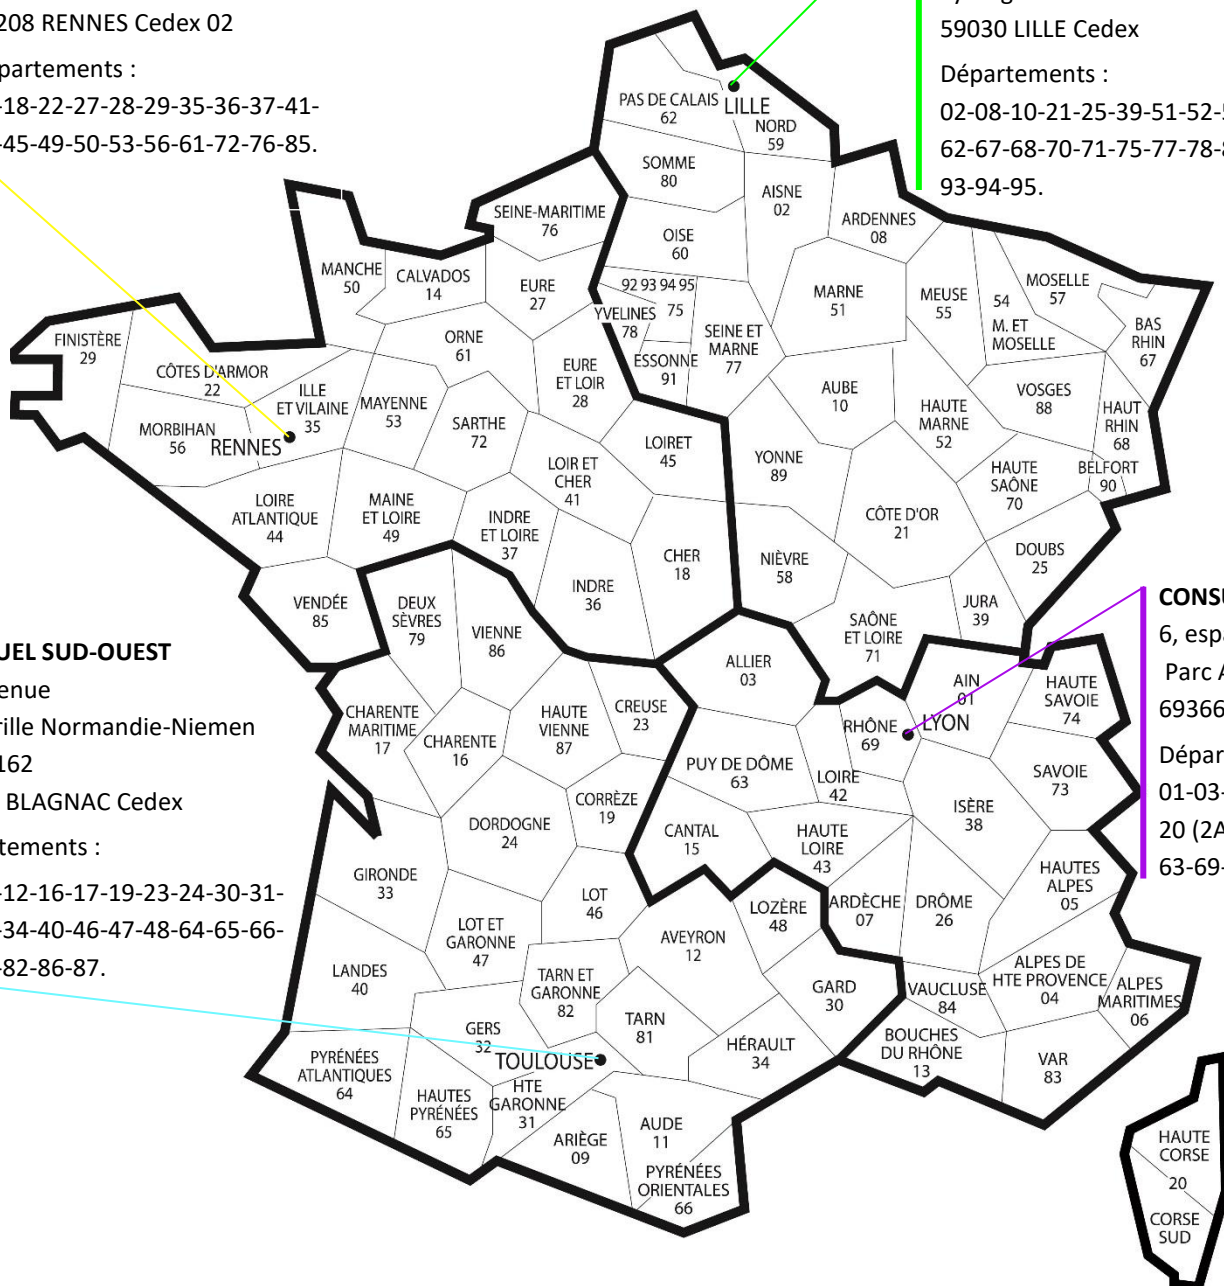 208 RENNES Cedex 02
partements :
-18-22-27-28-29-35-36-37-41-
-45-49-50-53-56-61-72-76-85.
59030 LILLE Cedex
Départements :
02-08-10-21-25-39-51-52-5
62-67-68-70-71-75-77-78-8
93-94-95.
PAS DE CALAIS
62
LILLE
NORD
59
SOMME
80
AISNE
02
ARDENNES
08
SEINE-MARITIME
76
OISE
60
MANCHE
50
CALVADOS
14
EURE
27
92 93 94 95
75
YVELINES
78
ESSONNE
91
SEINE ET
MARNE
77
MARNE
51
MEUSE
55
54
M. ET
MOSELLE
MOSELLE
57
BAS
RHIN
67
FINISTÈRE
29
CÔTES D'ARMOR
22
ILLE
ET VILAINE
35
MORBIHAN
56
RENNES
ORNE
61
MAYENNE
53
SARTHE
72
EURE
ET LOIR
28
AUBE
10
HAUTE
MARNE
52
VOSGES
88
HAUT
RHIN
68
LOIRET
45
LOIR ET
CHER
41
YONNE
89
HAUTE
SAÔNE
70
BELFORT
90
LOIRE
ATLANTIQUE
44
MAINE
ET LOIRE
49
INDRE
ET LOIRE
37
CHER
18
CÔTE D'OR
21
NIÈVRE
58
DOUBS
25
VENDÉE
85
DEUX
SÈVRES
79
VIENNE
86
INDRE
36
SAÔNE
ET LOIRE
71
JURA
39
UEL SUD-OUEST
enue
rille Normandie-Niemen
162
BLAGNAC Cedex
tements :
-12-16-17-19-23-24-30-31-
-34-40-46-47-48-64-65-66-
-82-86-87.
CONSU
6, espa
Parc A
69366
Dépar
01-03-
20 (2A
63-69-
ALLIER
03
AIN
01
HAUTE
SAVOIE
74
CHARENTE
MARITIME
17
CHARENTE
16
HAUTE
VIENNE
87
CREUSE
23
RHÔNE
69
LYON
PUY DE DÔME
63
LOIRE
42
SAVOIE
73
ISÈRE
38
CORRÈZE
19
DORDOGNE
24
CANTAL
15
HAUTE
LOIRE
43
GIRONDE
33
LOT
46
LOZÈRE
48
ARDÈCHE
07
DRÔME
26
HAUTES
ALPES
05
LOT ET
GARONNE
47
AVEYRON
12
LANDES
40
TARN ET
GARONNE
82
GARD
30
VAUCLUSE
84
ALPES DE
HTE PROVENCE
04
ALPES
MARITIMES
06
GERS
32
TARN
81
TOULOUSE
HÉRAULT
34
BOUCHES
DU RHÔNE
13
VAR
83
PYRÉNÉES
ATLANTIQUES
64
HAUTES
PYRÉNÉES
65
HTE
GARONNE
31
ARIÈGE
09
AUDE
11
PYRÉNÉES
ORIENTALES
66
HAUTE
CORSE
20
CORSE
SUD